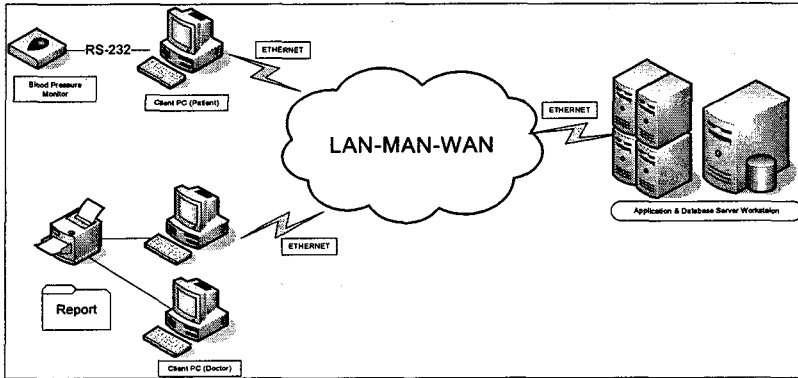 RS-232
ETHERNET
Blood Pressure
Monitor
Client PC (Patient)
ETHERNET
LAN-MAN-WAN
Application & Database Server Workstaion
ETHERNET
Report
Client PC (Doctor)